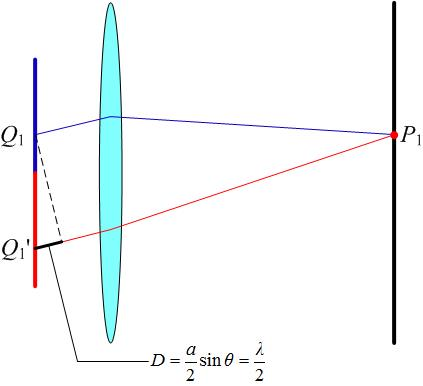 Q₁ P₁
Q₁'
D = a/2 sin θ = λ/2